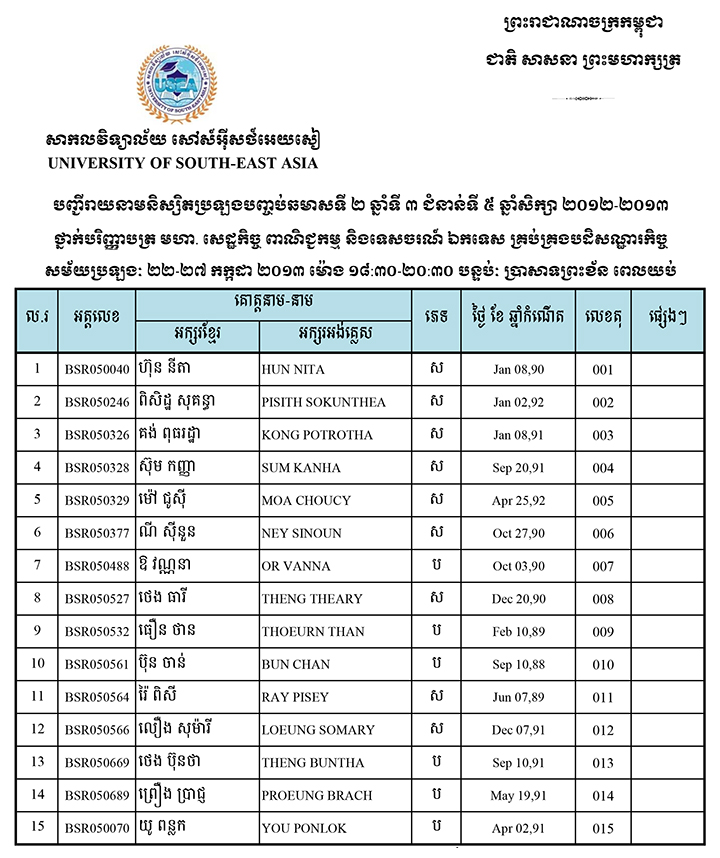 ព្រះរាជាណាចក្រកម្ពុជា
ជាតិ សាសនា ព្រះមហាក្សត្រ
សាកលវិទ្យាល័យ សៅស៍អ៊ីសថ៍អេយសៀ
UNIVERSITY OF SOUTH-EAST ASIA
បញ្ជីរាយនាមនិស្សិតប្រឡងបញ្ចប់ឆមាសទី ២ ឆ្នាំទី ៣ ជំនាន់ទី ៥ ឆ្នាំសិក្សា ២០១២-២០១៣
ថ្នាក់បរិញ្ញាបត្រ មហា. សេដ្ឋកិច្ច ពាណិជ្ជកម្ម និងទេសចរណ៍ ឯកទេស គ្រប់គ្រងបដិសណ្ឋារកិច្ច
សម័យប្រឡង: ២២-២៧ កក្កដា ២០១៣ ម៉ោង ១៨:៣០-២០:៣០ បន្ទប់: ប្រាសាទព្រះខ័ន ពេលយប់
ល.រ អត្តលេខ គោត្តនាម-នាម ភេទ ថ្ងៃ ខែ ឆ្នាំកំណើត លេខតុ ផ្សេងៗ
អក្សរខ្មែរ អក្សរអង់គ្លេស
1 BSR050040 ហ៊ុន នីតា HUN NITA ស Jan 08,90 001
2 BSR050246 ពិសិដ្ឋ សុគន្ធា PISITH SOKUNTHEA ស Jan 02,92 002
3 BSR050326 គង់ ពុធរដ្ឋា KONG POTROTHA ស Jan 08,91 003
4 BSR050328 ស៊ុម កញ្ញា SUM KANHA ស Sep 20,91 004
5 BSR050329 ម៉ៅ ជូស៊ី MOA CHOUCY ស Apr 25,92 005
6 BSR050377 ណី ស៊ីនួន NEY SINOUN ស Oct 27,90 006
7 BSR050488 ឱ វណ្ណនា OR VANNA ប Oct 03,90 007
8 BSR050527 ថេង ធារី THENG THEARY ស Dec 20,90 008
9 BSR050532 ធឿន ថាន THOEURN THAN ប Feb 10,89 009
10 BSR050561 ប៊ុន ចាន់ BUN CHAN ប Sep 10,88 010
11 BSR050564 រ៉ៃ ពិសី RAY PISEY ស Jun 07,89 011
12 BSR050566 លឿង សុម៉ារី LOEUNG SOMARY ស Dec 07,91 012
13 BSR050669 ថេង ប៊ុនថា THENG BUNTHA ប Sep 10,91 013
14 BSR050689 ព្រឿង ប្រាជ្ញ PROEUNG BRACH ប May 19,91 014
15 BSR050070 យូ ពន្លក YOU PONLOK ប Apr 02,91 015